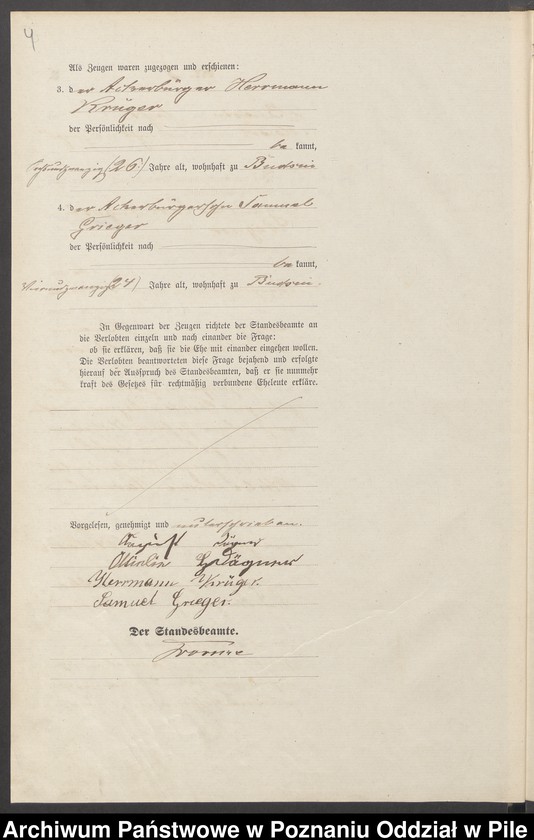 4
Als Zeugen waren zugezogen und erschienen:
3. der Ackerbürger Herrmann
Krüger
der Persönlichkeit nach
bekannt,
sechsundzwanzig (26) Jahre alt, wohnhaft zu Budsin
4. der Ackerbürgersohn Samuel
Grieger
der Persönlichkeit nach
bekannt,
vierundzwanzig (24) Jahre alt, wohnhaft zu Budsin.
In Gegenwart der Zeugen richtete der Standesbeamte an
die Verlobten einzeln und nach einander die Frage:
ob sie erklären, daß sie die Ehe mit einander eingehen wollen.
Die Verlobten beantworteten diese Frage bejahend und erfolgte
hierauf der Ausspruch des Standesbeamten, daß er sie nunmehr
kraft des Gesetzes für rechtmäßig verbundene Eheleute erkläre.
Vorgelesen, genehmigt und unterschrieben.
August
Herrmann Krüger.
Samuel Grieger.
Der Standesbeamte.
Archiwum Państwowe w Poznaniu Oddział w Pile